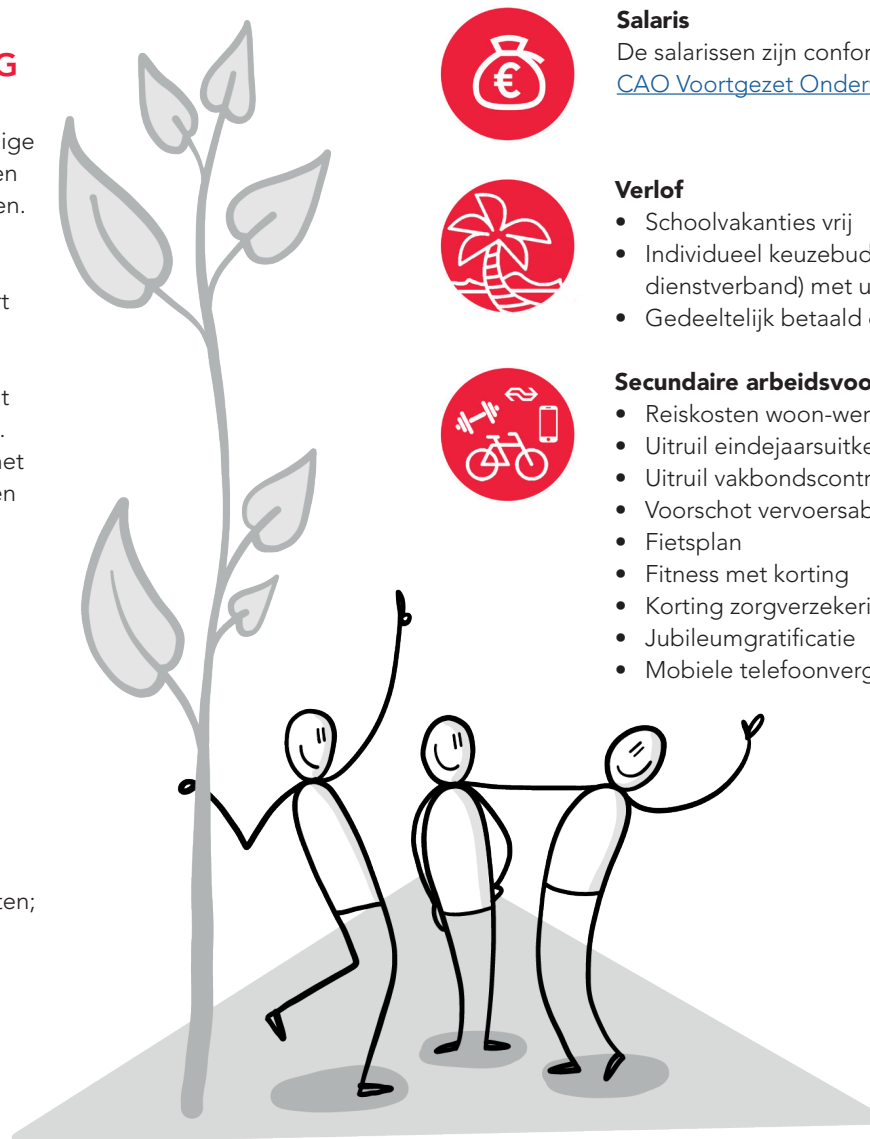 G
ige
en
en.
t
t
.
et
en
ten;
Salaris
De salarissen zijn confor
CAO Voortgezet Onder
Verlof
• Schoolvakanties vrij
• Individueel keuzebud
dienstverband) met u
• Gedeeltelijk betaald
Secundaire arbeidsvoo
• Reiskosten woon-wer
• Uitruil eindejaarsuitke
• Uitruil vakbondscontr
• Voorschot vervoersab
• Fietsplan
• Fitness met korting
• Korting zorgverzekeri
• Jubileumgratificatie
• Mobiele telefoonverg